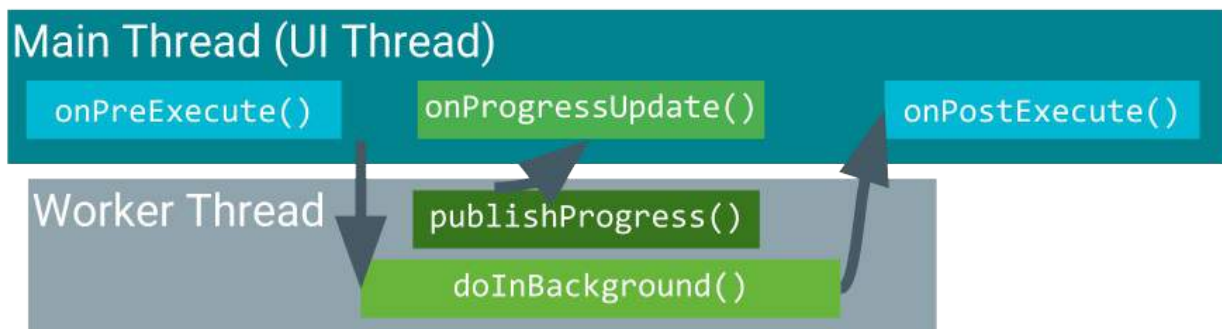 Main Thread (UI Thread)
onPreExecute()
onProgressUpdate()
onPostExecute()
Worker Thread
publishProgress()
doInBackground()